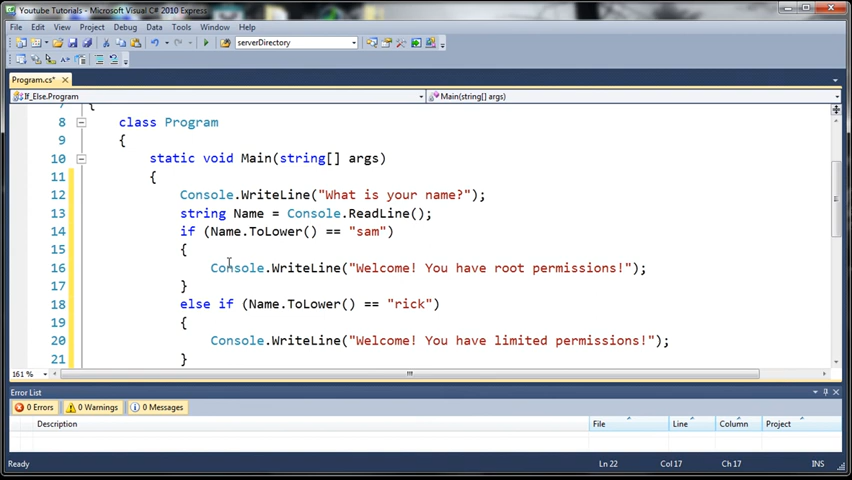 Youtube Tutorials - Microsoft Visual C# 2010 Express
File Edit View Project Debug Data Tools Window Help
serverDirectory
Program.cs*
If_Else.Program Main(string[] args)
7 {
8 class Program
9 {
10 static void Main(string[] args)
11 {
12 Console.WriteLine("What is your name?");
13 string Name = Console.ReadLine();
14 if (Name.ToLower() == "sam")
15 {
16 Console.WriteLine("Welcome! You have root permissions!");
17 }
18 else if (Name.ToLower() == "rick")
19 {
20 Console.WriteLine("Welcome! You have limited permissions!");
21 }
161 %
Error List
0 Errors 0 Warnings 0 Messages
Description File Line Column Project
Ready Ln 22 Col 17 Ch 17 INS